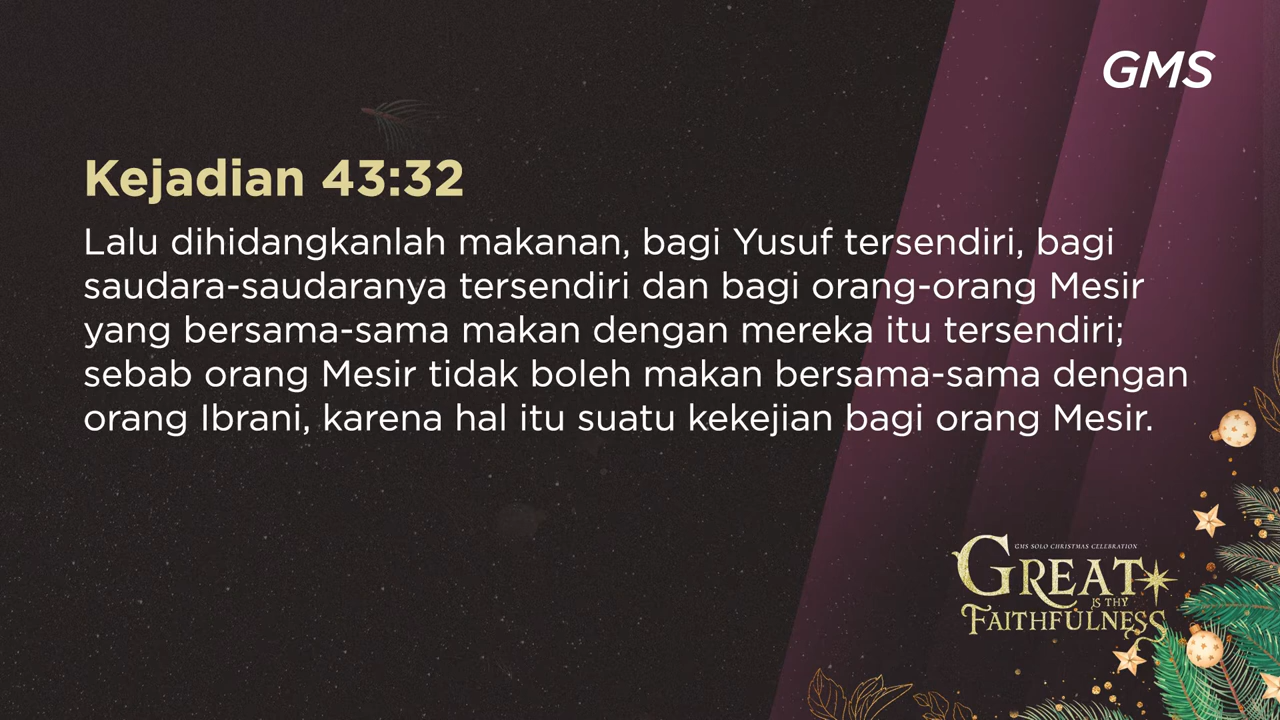 GMS
Kejadian 43:32
Lalu dihidangkanlah makanan, bagi Yusuf tersendiri, bagi
saudara-saudaranya tersendiri dan bagi orang-orang Mesir
yang bersama-sama makan dengan mereka itu tersendiri;
sebab orang Mesir tidak boleh makan bersama-sama dengan
orang Ibrani, karena hal itu suatu kekejian bagi orang Mesir.
GMS SOLO CHRISTMAS CELEBRATION
GREAT
IS THY
FAITHFULNESS